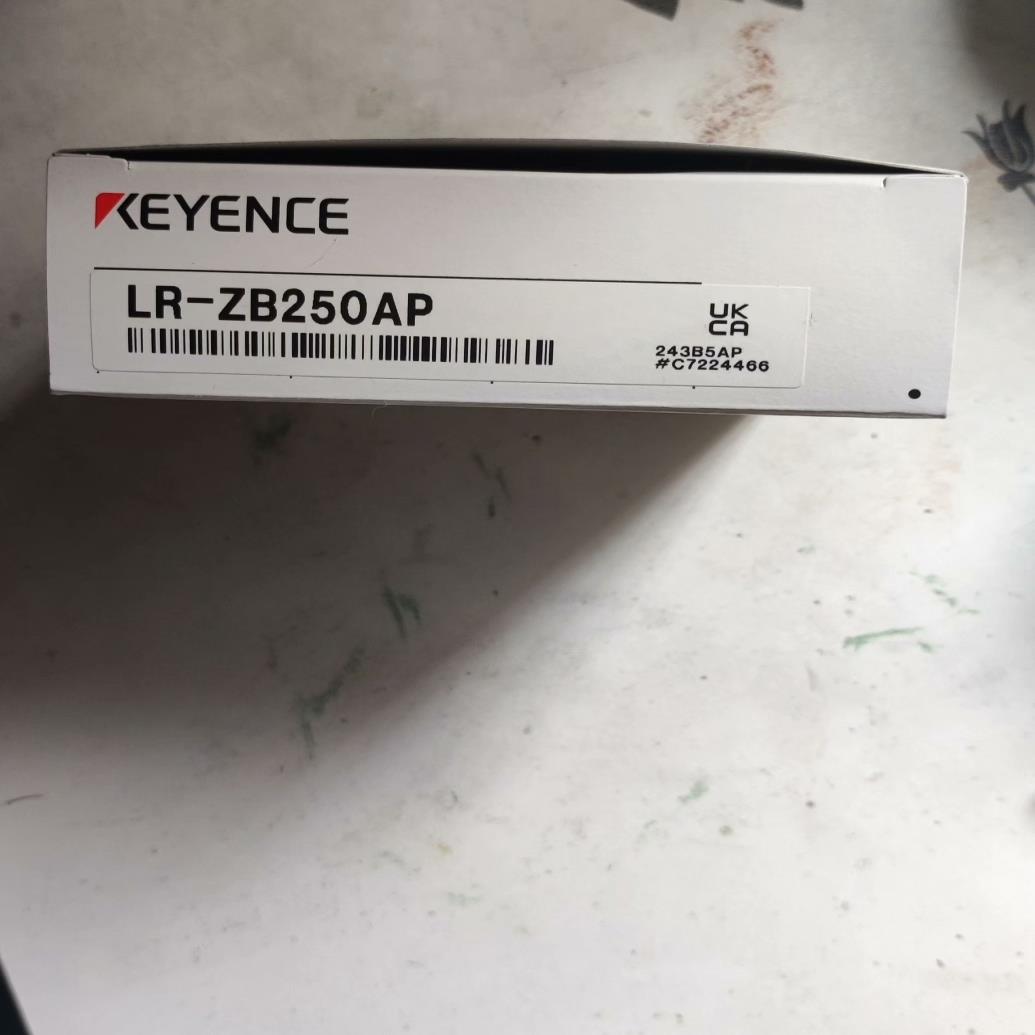 KEYENCE
LR-ZB250AP
UK
CA
243B5AP
#C7224466